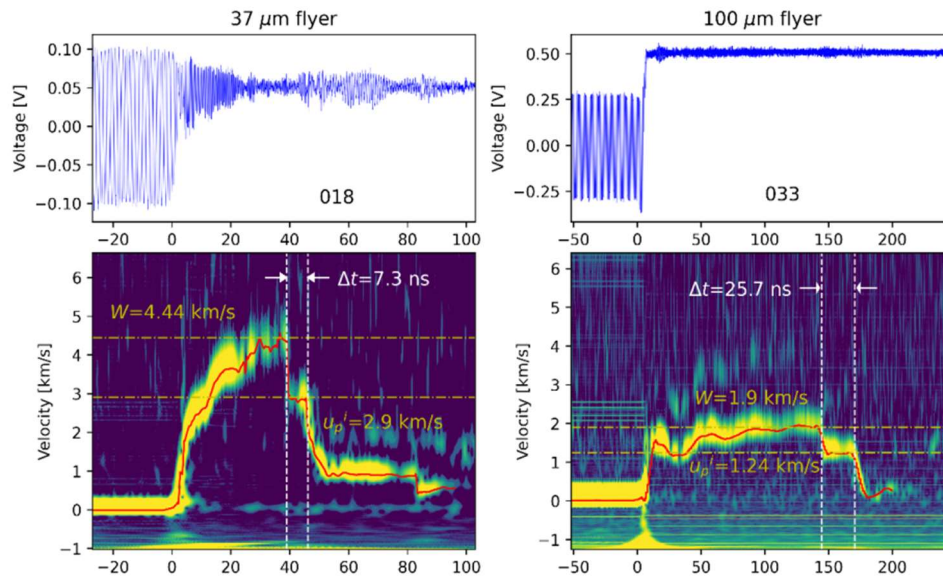 37 μm flyer
100 μm flyer
Voltage [V]
0.10
0.05
0.00
−0.05
−0.10
018
−20 0 20 40 60 80 100
Voltage [V]
0.50
0.25
0.00
−0.25
033
−50 0 50 100 150 200
Velocity [km/s]
6
5
4
3
2
1
0
−1
Δt=7.3 ns
W=4.44 km/s
u_p^i=2.9 km/s
−20 0 20 40 60 80 100
Velocity [km/s]
6
5
4
3
2
1
0
−1
Δt=25.7 ns
W=1.9 km/s
u_p^i=1.24 km/s
−50 0 50 100 150 200